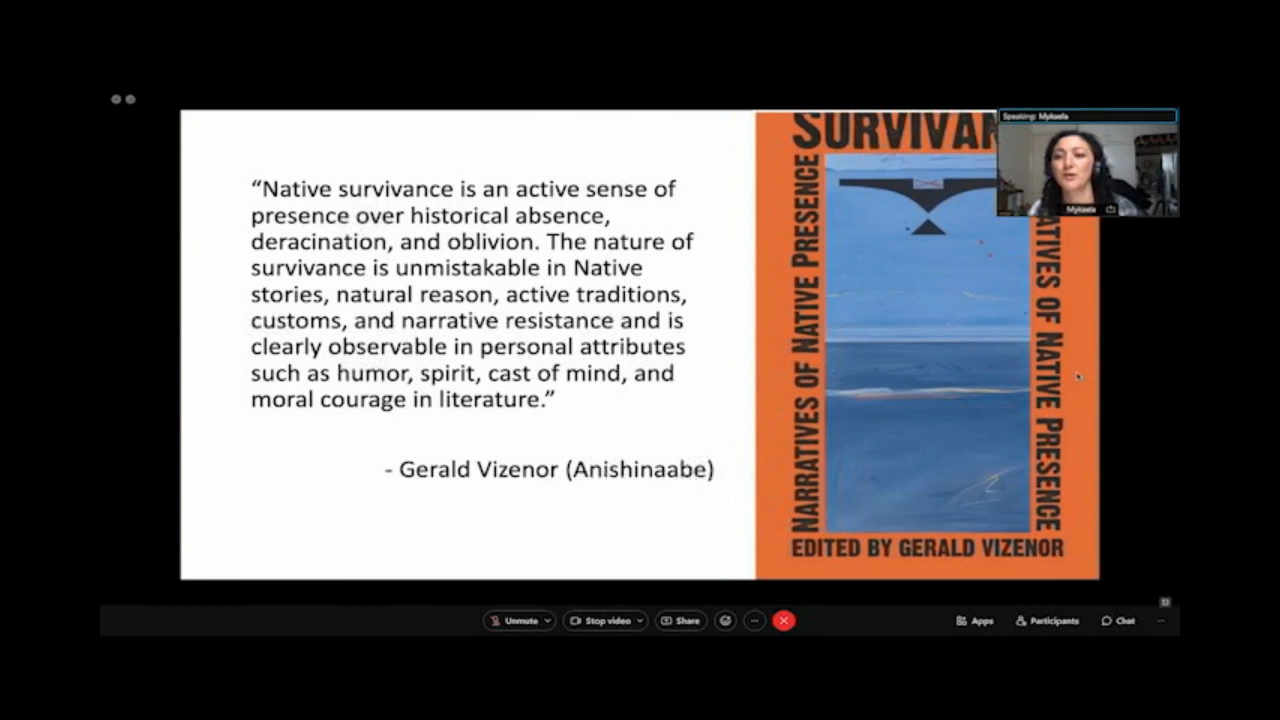 Speaking: Mykaela
Mykaela
“Native survivance is an active sense of
presence over historical absence,
deracination, and oblivion. The nature of
survivance is unmistakable in Native
stories, natural reason, active traditions,
customs, and narrative resistance and is
clearly observable in personal attributes
such as humor, spirit, cast of mind, and
moral courage in literature.”
- Gerald Vizenor (Anishinaabe)
SURVIVAN
NARRATIVES OF NATIVE PRESENCE
ATIVES OF NATIVE PRESENCE
EDITED BY GERALD VIZENOR
Unmute
Stop video
Share
Apps
Participants
Chat